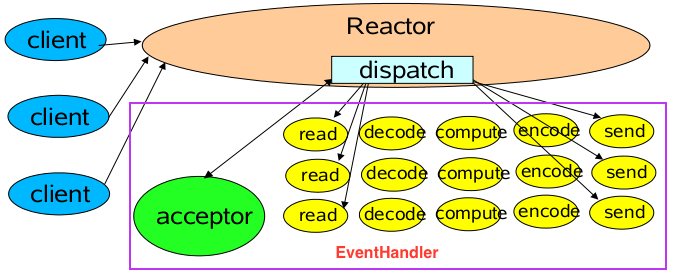 client
Reactor
dispatch
client
read decode compute encode send
read decode compute encode send
client
acceptor
read decode compute encode send
EventHandler